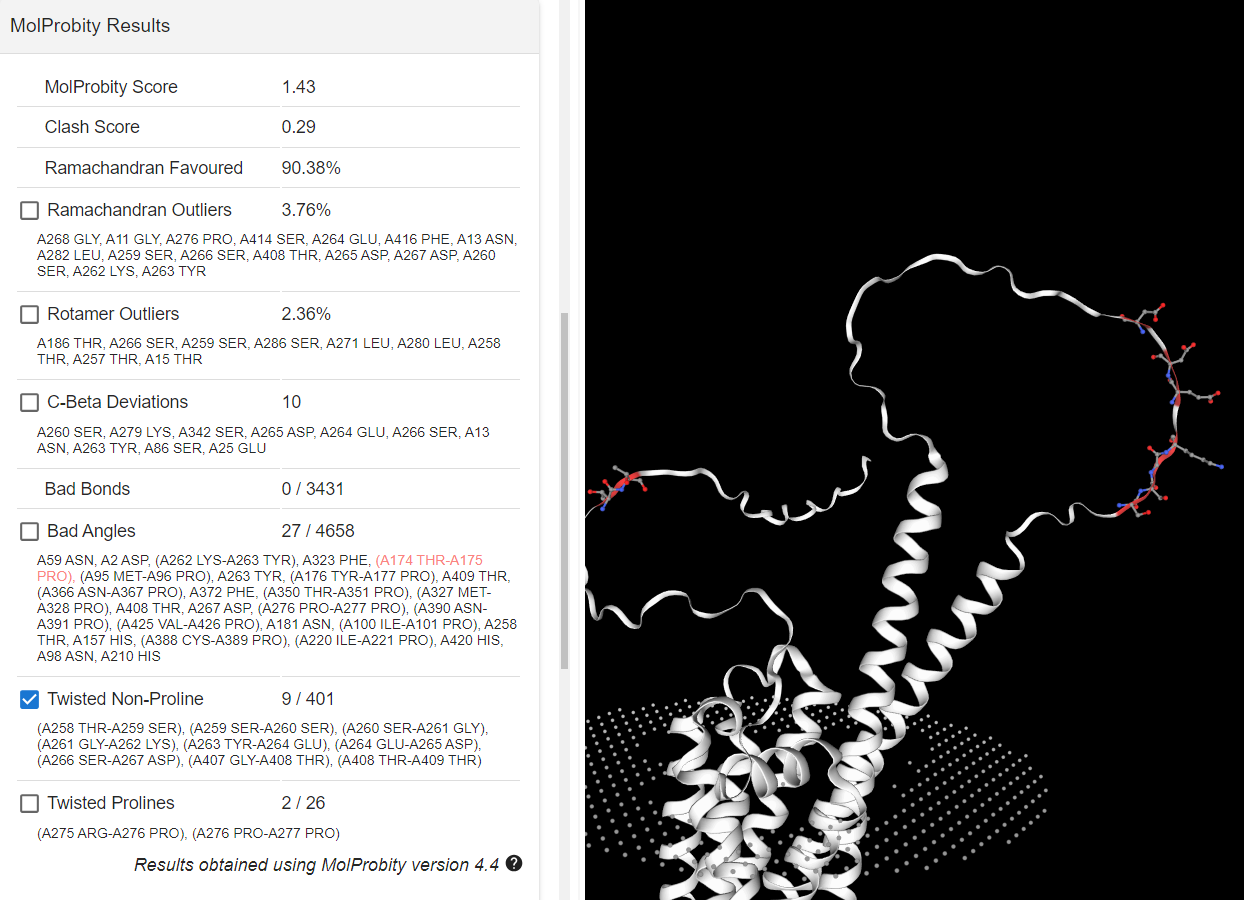 MolProbity Results
MolProbity Score 1.43
Clash Score 0.29
Ramachandran Favoured 90.38%
Ramachandran Outliers 3.76%
A268 GLY, A11 GLY, A276 PRO, A414 SER, A264 GLU, A416 PHE, A13 ASN,
A282 LEU, A259 SER, A266 SER, A408 THR, A265 ASP, A267 ASP, A260
SER, A262 LYS, A263 TYR
Rotamer Outliers 2.36%
A186 THR, A266 SER, A259 SER, A286 SER, A271 LEU, A280 LEU, A258
THR, A257 THR, A15 THR
C-Beta Deviations 10
A260 SER, A279 LYS, A342 SER, A265 ASP, A264 GLU, A266 SER, A13
ASN, A263 TYR, A86 SER, A25 GLU
Bad Bonds 0 / 3431
Bad Angles 27 / 4658
A59 ASN, A2 ASP, (A262 LYS-A263 TYR), A323 PHE, (A174 THR-A175
PRO), (A95 MET-A96 PRO), A263 TYR, (A176 TYR-A177 PRO), A409 THR,
(A366 ASN-A367 PRO), A372 PHE, (A350 THR-A351 PRO), (A327 MET-
A328 PRO), A408 THR, A267 ASP, (A276 PRO-A277 PRO), (A390 ASN-
A391 PRO), (A425 VAL-A426 PRO), A181 ASN, (A100 ILE-A101 PRO), A258
THR, A157 HIS, (A388 CYS-A389 PRO), (A220 ILE-A221 PRO), A420 HIS,
A98 ASN, A210 HIS
Twisted Non-Proline 9 / 401
(A258 THR-A259 SER), (A259 SER-A260 SER), (A260 SER-A261 GLY),
(A261 GLY-A262 LYS), (A263 TYR-A264 GLU), (A264 GLU-A265 ASP),
(A266 SER-A267 ASP), (A407 GLY-A408 THR), (A408 THR-A409 THR)
Twisted Prolines 2 / 26
(A275 ARG-A276 PRO), (A276 PRO-A277 PRO)
Results obtained using MolProbity version 4.4 ?